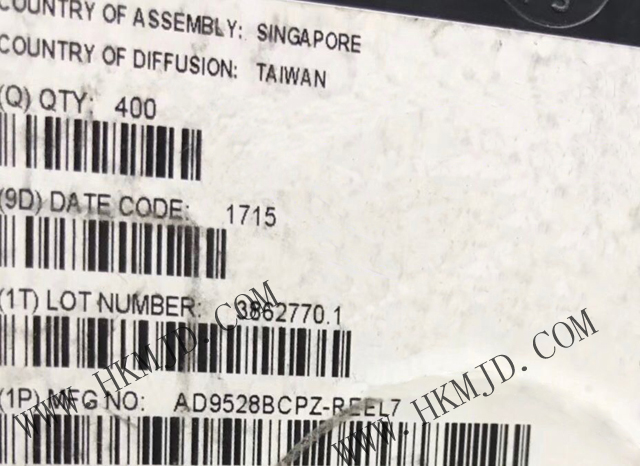 COUNTRY OF ASSEMBLY: SINGAPORE
COUNTRY OF DIFFUSION: TAIWAN
(Q) QTY: 400
(9D) DATE CODE: 1715
(1T) LOT NUMBER: 3862770.1
(1P) MFG NO: AD9528BCPZ-REEL7
WWW.HKMJD.COM
WWW.HKMJD.COM